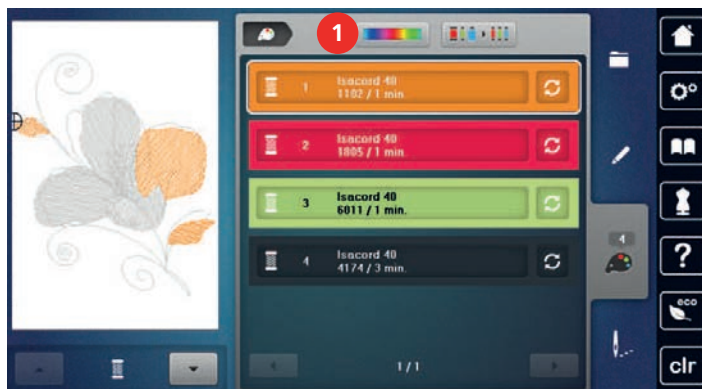 1
1
Isacord 40
1102 / 1 min.
2
Isacord 40
1805 / 1 min.
3
Isacord 40
6011 / 1 min.
4
Isacord 40
4174 / 3 min.
1/1
4
?
eco
clr